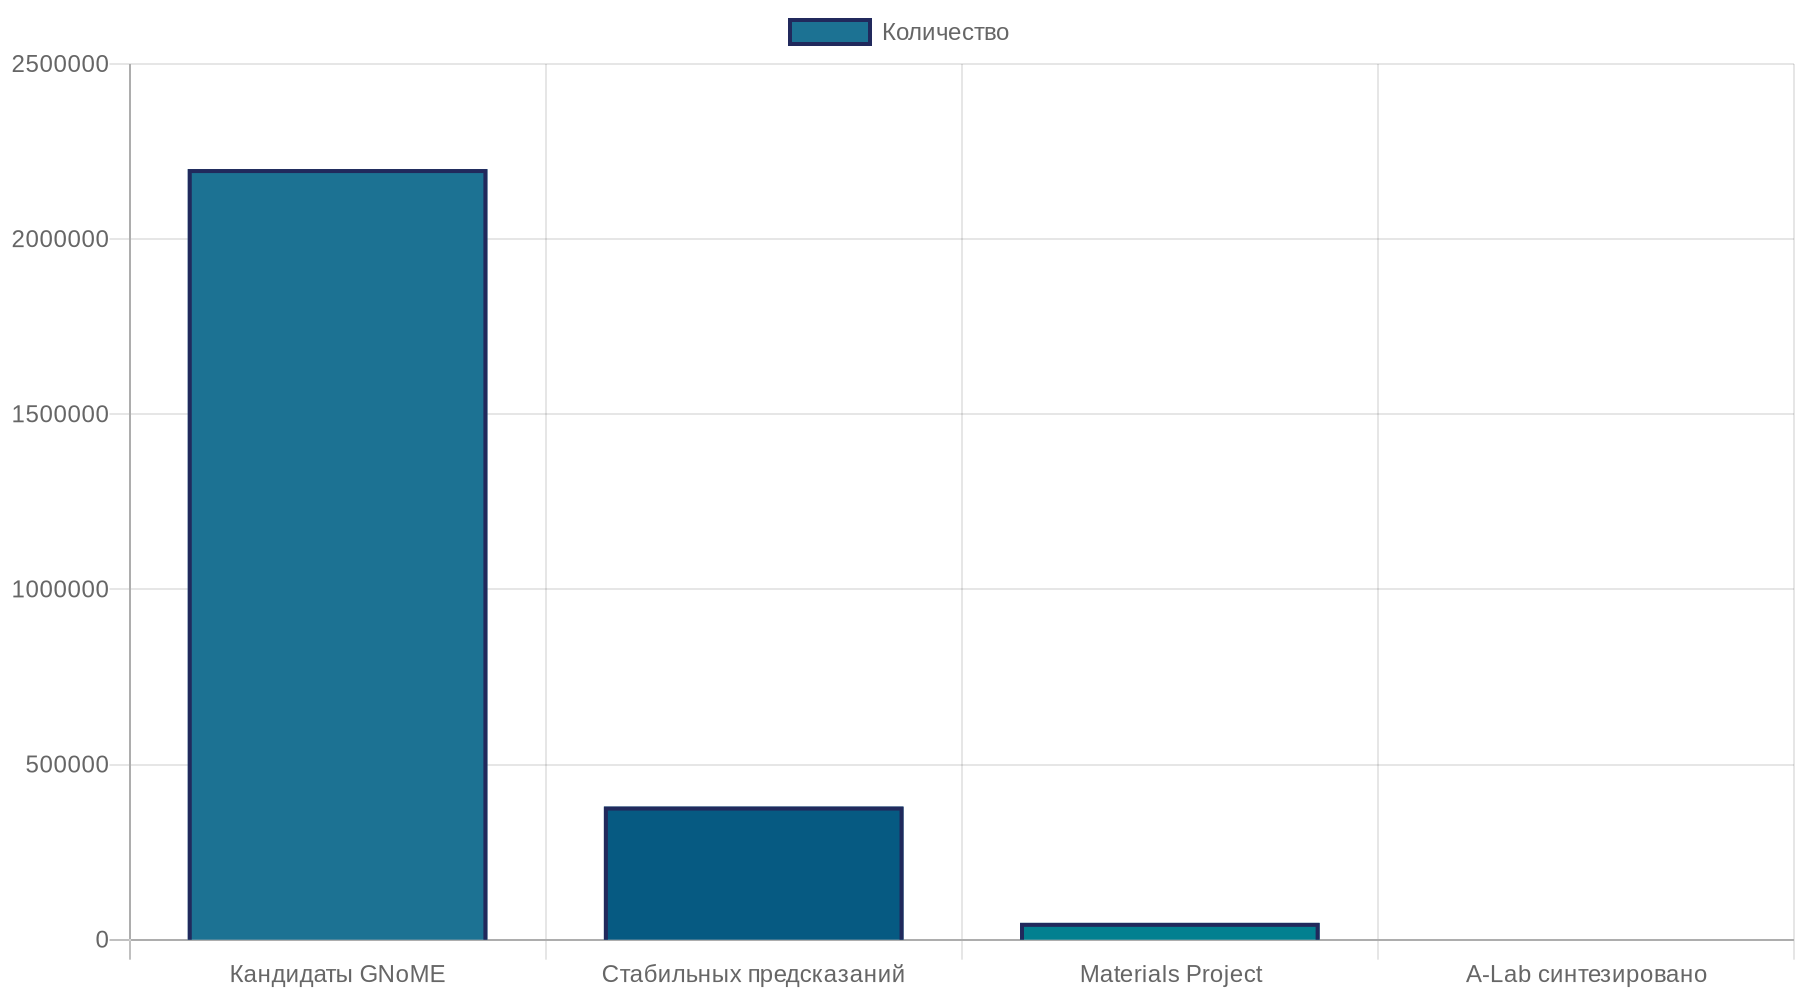 Количество
2500000
2000000
1500000
1000000
500000
0
Кандидаты GNoME
Стабильных предсказаний
Materials Project
A-Lab синтезировано